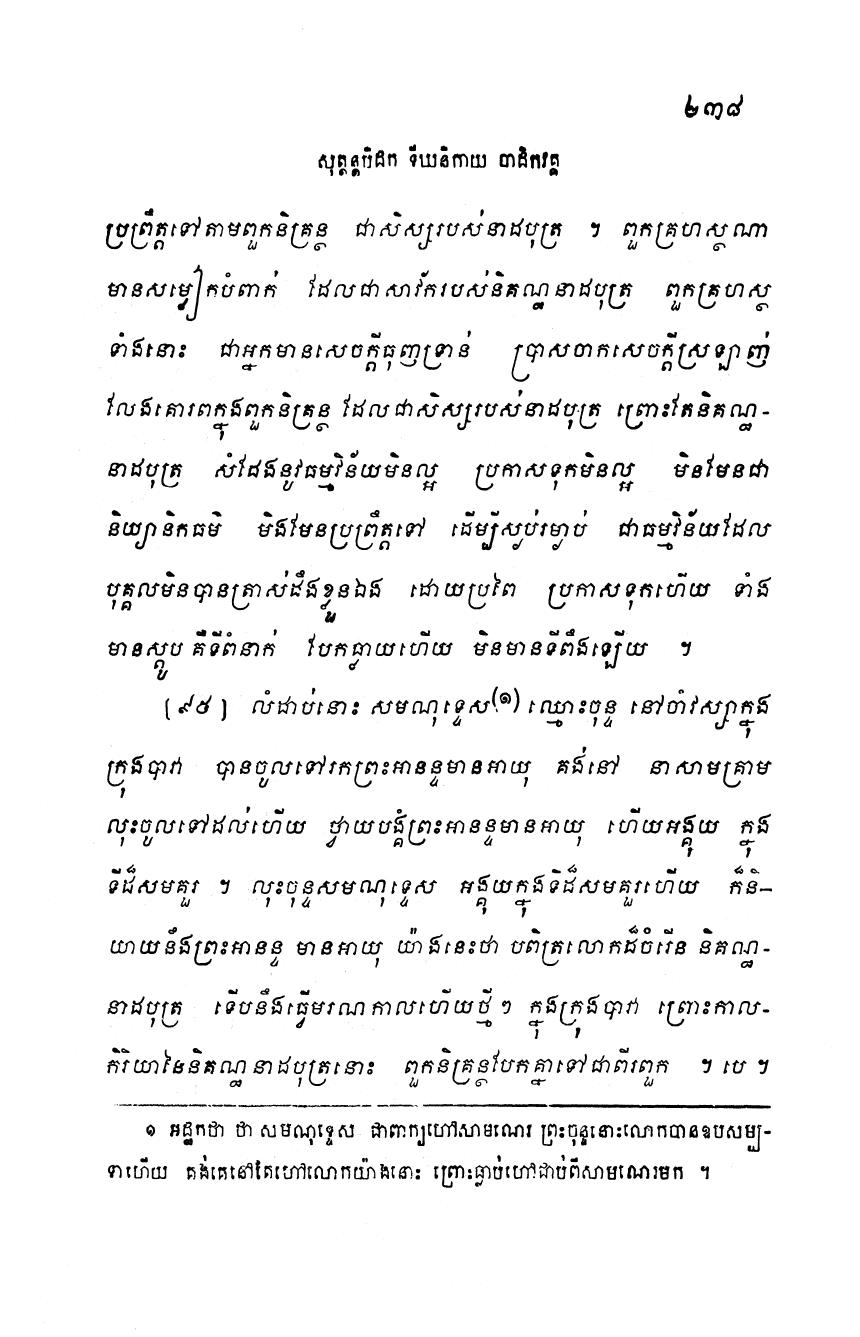 ២៣៨
សុត្តន្តបិដក ទីឃនិកាយ បាដិកវគ្គ
ប្រព្រឹត្តទៅតាមពួកនិគ្រន្ថ ជាសិស្សរបស់នាដបុត្រ ។ ពួកគ្រហស្ថណា
មានសម្លៀកបំពាក់ ដែលជាសាវ័ករបស់និគណ្ឋនាដបុត្រ ពួកគ្រហស្ថ
ទាំងនោះ ជាអ្នកមានសេចក្តីធុញទ្រាន់ ប្រាសចាកសេចក្តីស្រឡាញ់
លែងគោរពក្នុងពួកនិគ្រន្ថ ដែលជាសិស្សរបស់នាដបុត្រ ព្រោះតែនិគណ្ឋ-
នាដបុត្រ សំដែងនូវធម្មវិន័យមិនល្អ ប្រកាសទុកមិនល្អ មិនមែនជា
និយ្យានិកធម៌ មិនមែនប្រព្រឹត្តទៅ ដើម្បីស្ងប់រម្ងាប់ ជាធម្មវិន័យដែល
បុគ្គលមិនបានត្រាស់ដឹងខ្លួនឯង ដោយប្រពៃ ប្រកាសទុកហើយ ទាំង
មានស្តូប គឺទីពំនាក់ បែកធ្លាយហើយ មិនមានទីពឹងឡើយ ។
[៩៥] លំដាប់នោះ សមណុទ្ទេស(១) ឈ្មោះចុន្ទ នៅចាំវស្សាក្នុង
ក្រុងបាវា បានចូលទៅរកព្រះអានន្ទមានអាយុ គង់នៅ នាសាមគ្រាម
លុះចូលទៅដល់ហើយ ថ្វាយបង្គំព្រះអានន្ទមានអាយុ ហើយអង្គុយ ក្នុង
ទីដ៏សមគួរ ។ លុះចុន្ទសមណុទ្ទេស អង្គុយក្នុងទីដ៏សមគួរហើយ ក៏និ-
យាយនឹងព្រះអានន្ទ មានអាយុ យ៉ាងនេះថា បពិត្រលោកដ៏ចំរើន និគណ្ឋ-
នាដបុត្រ ទើបនឹងធ្វើមរណកាលហើយថ្មីៗ ក្នុងក្រុងបាវា ព្រោះកាល-
កិរិយានៃនិគណ្ឋនាដបុត្រនោះ ពួកនិគ្រន្ថបែកគ្នាទៅជាពីរពួក ។ បេ ។
១ អដ្ឋកថា ថា សមណុទ្ទេស ជាពាក្យហៅសាមណេរ ព្រះចុន្ទនោះលោកបានឧបសម្ប-
ទាហើយ គង់គេនៅតែហៅលោកយ៉ាងនោះ ព្រោះធ្លាប់ហៅជាប់ពីសាមណេរមក ។